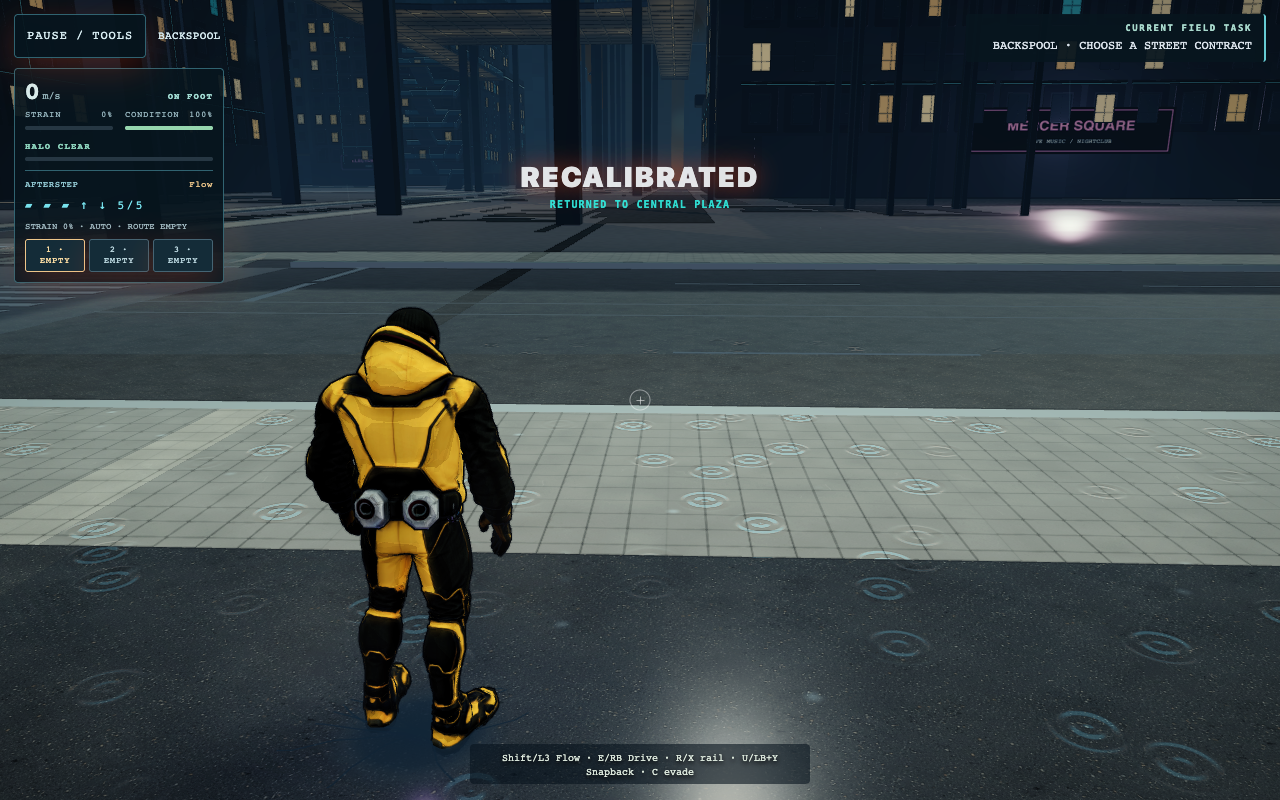 PAUSE / TOOLS
BACKSPOOL
CURRENT FIELD TASK
BACKSPOOL · CHOOSE A STREET CONTRACT
0 m/s
ON FOOT
STRAIN 0% CONDITION 100%
HALO CLEAR
AFTERSTEP Flow
▰ ▰ ▰ ↑ ↓ 5/5
STRAIN 0% · AUTO · ROUTE EMPTY
1 · EMPTY
2 · EMPTY
3 · EMPTY
RECALIBRATED
RETURNED TO CENTRAL PLAZA
SQUARE
MUSIC / NIGHTCLUB
Shift/L3 Flow · E/RB Drive · R/X rail · U/LB+Y
Snapback · C evade